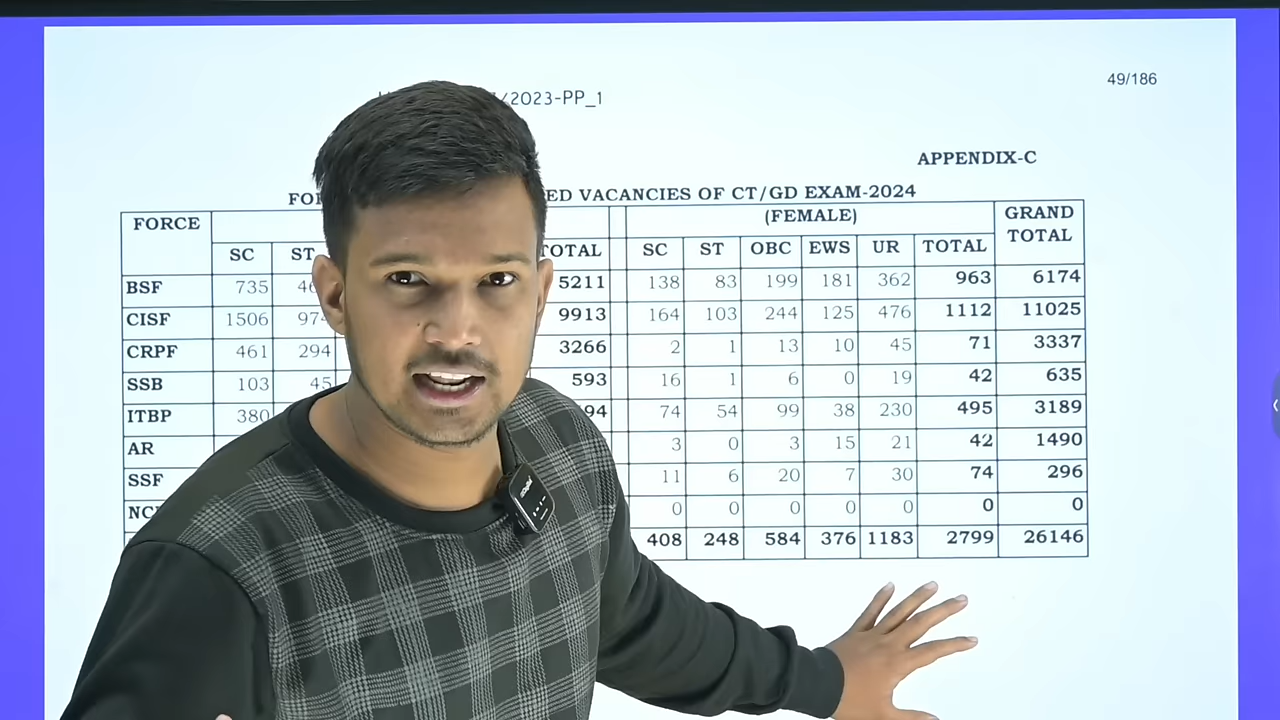 /2023-PP_1
49/186
APPENDIX-C
VACANCIES OF CT/GD EXAM-2024
FORCE (FEMALE) GRAND TOTAL
SC ST TOTAL SC ST OBC EWS UR TOTAL
BSF 735 5211 138 83 199 181 362 963 6174
CISF 1506 9913 164 103 244 125 476 1112 11025
CRPF 461 294 3266 2 1 13 10 45 71 3337
SSB 103 45 593 16 1 6 0 19 42 635
ITBP 380 94 74 54 99 38 230 495 3189
AR 3 0 3 15 21 42 1490
SSF 11 6 20 7 30 74 296
0 0 0 0 0 0 0
408 248 584 376 1183 2799 26146